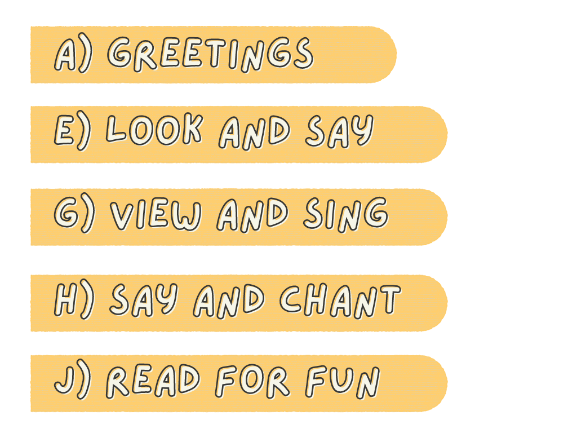 A) GREETINGS
E) LOOK AND SAY
G) VIEW AND SING
H) SAY AND CHANT
J) READ FOR FUN